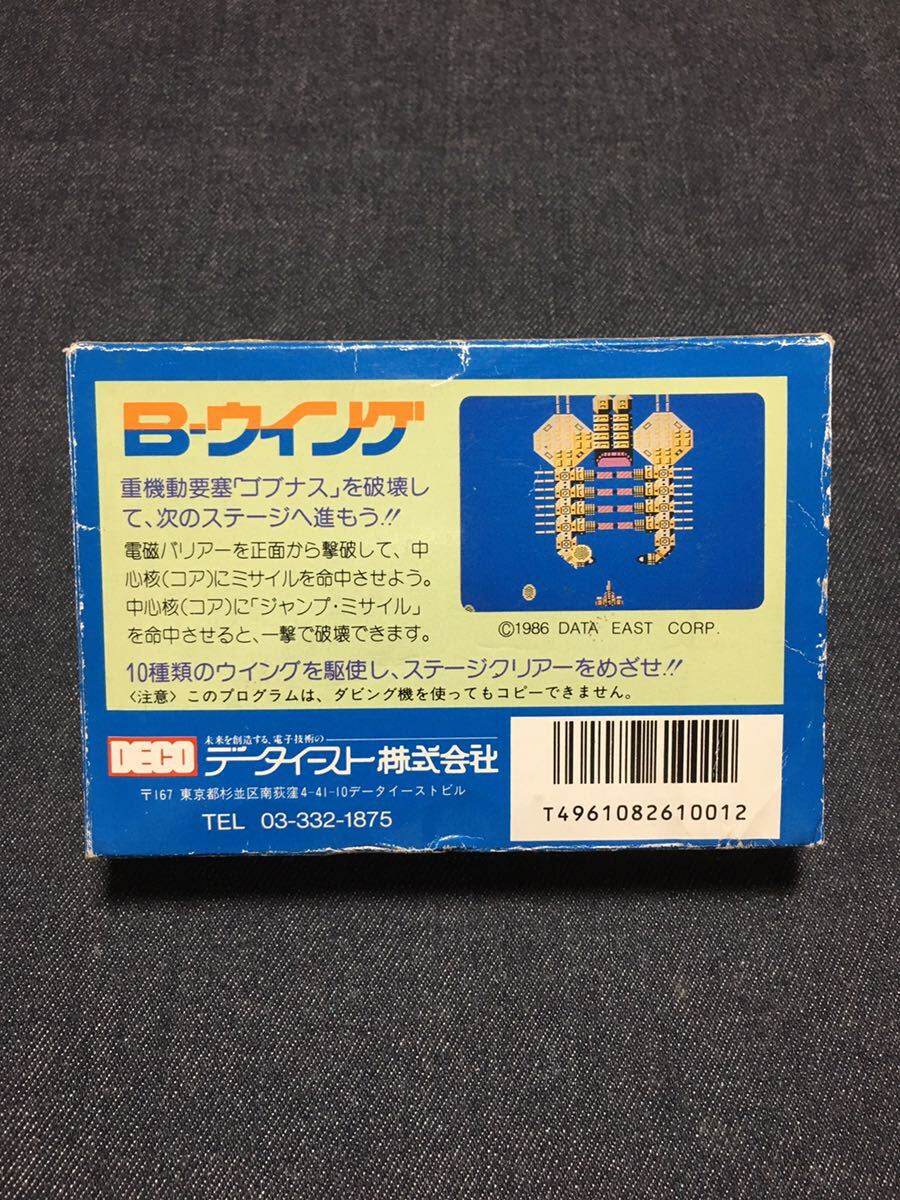 B-ウイング
重機動要塞「ゴブナス」を破壊し
て、次のステージへ進もう!!
電磁バリアーを正面から撃破して、中
心核(コア)にミサイルを命中させよう。
中心核(コア)に「ジャンプ・ミサイル」
を命中させると、一撃で破壊できます。
©1986 DATA EAST CORP.
10種類のウイングを駆使し、ステージクリアーをめざせ!!
〈注意〉このプログラムは、ダビング機を使ってもコピーできません。
DECO
未来を創造する、電子技術の
データイースト株式会社
〒167 東京都杉並区南荻窪4-41-10データイーストビル
TEL 03-332-1875
T4961082610012